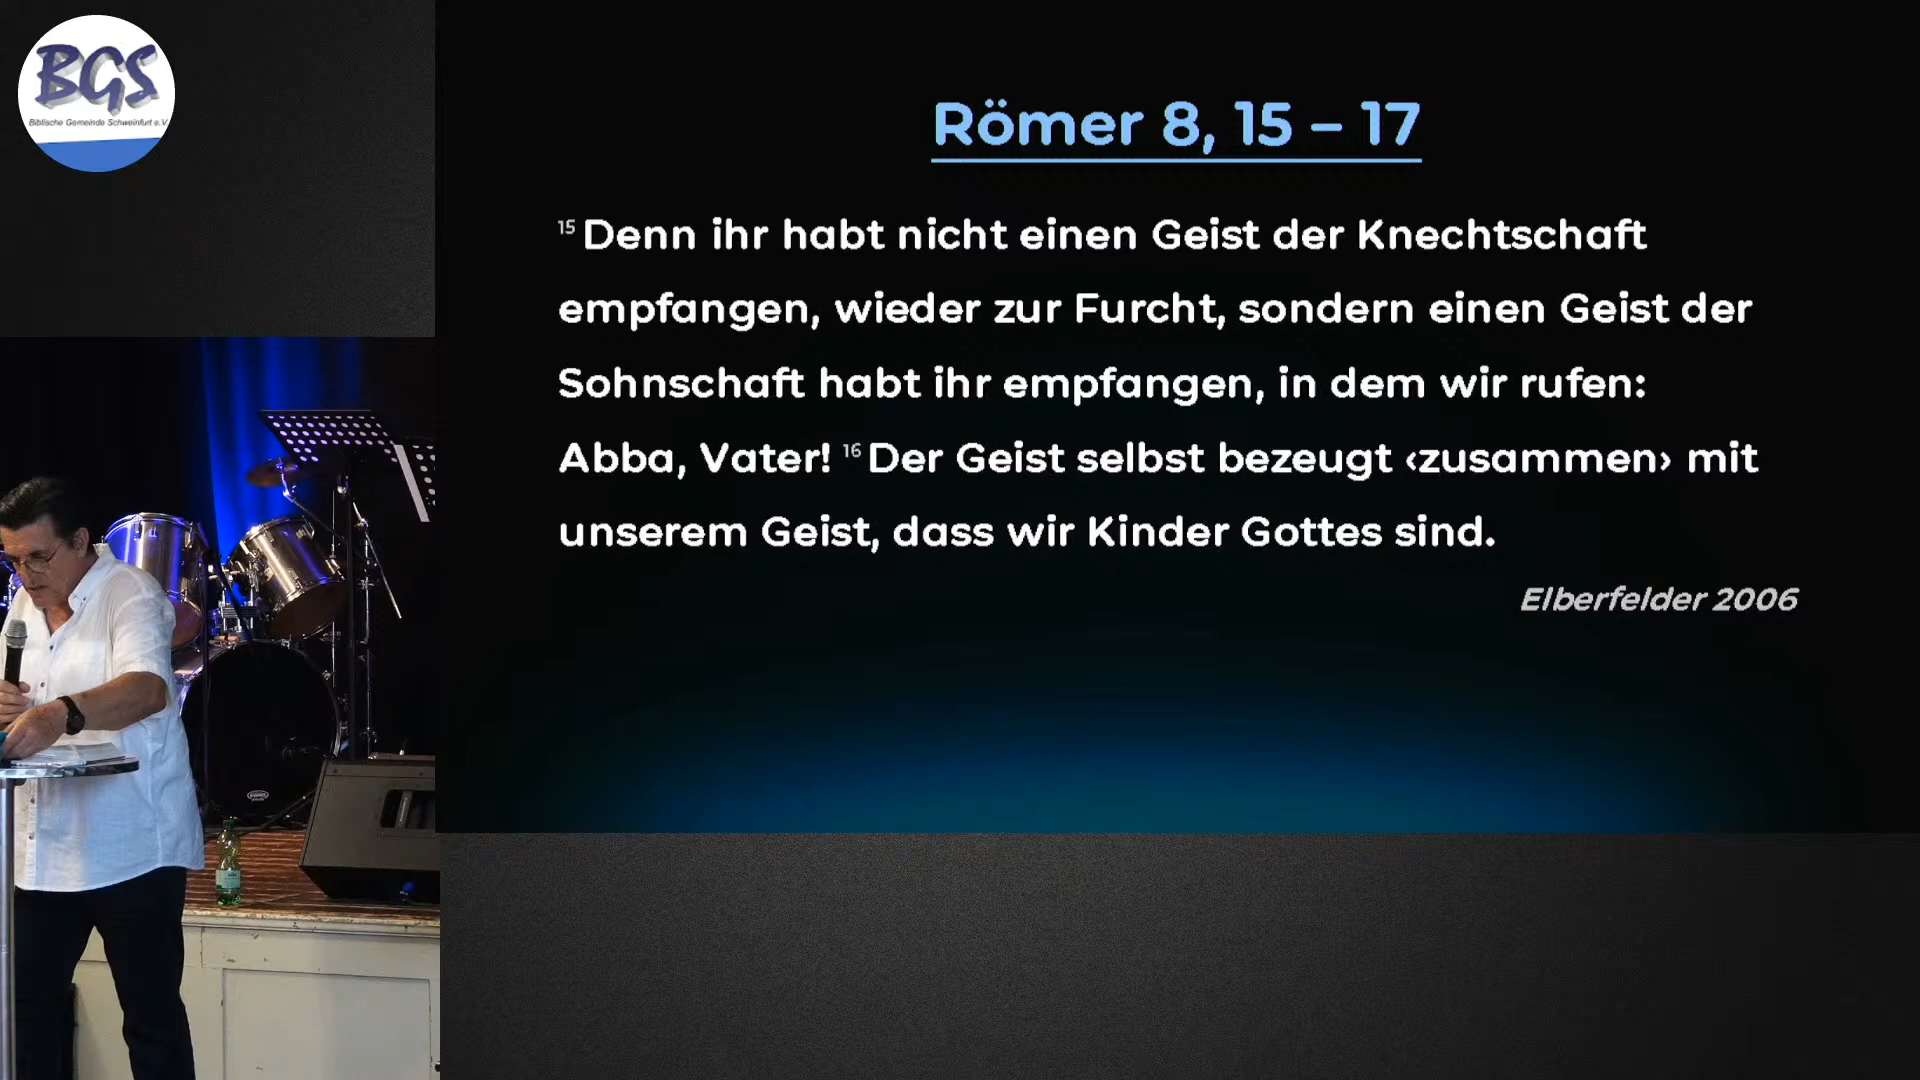 BGS
Biblische Gemeinde Schweinfurt e.V.
Römer 8, 15 – 17
15 Denn ihr habt nicht einen Geist der Knechtschaft
empfangen, wieder zur Furcht, sondern einen Geist der
Sohnschaft habt ihr empfangen, in dem wir rufen:
Abba, Vater! 16 Der Geist selbst bezeugt ‹zusammen› mit
unserem Geist, dass wir Kinder Gottes sind.
Elberfelder 2006
EVANS